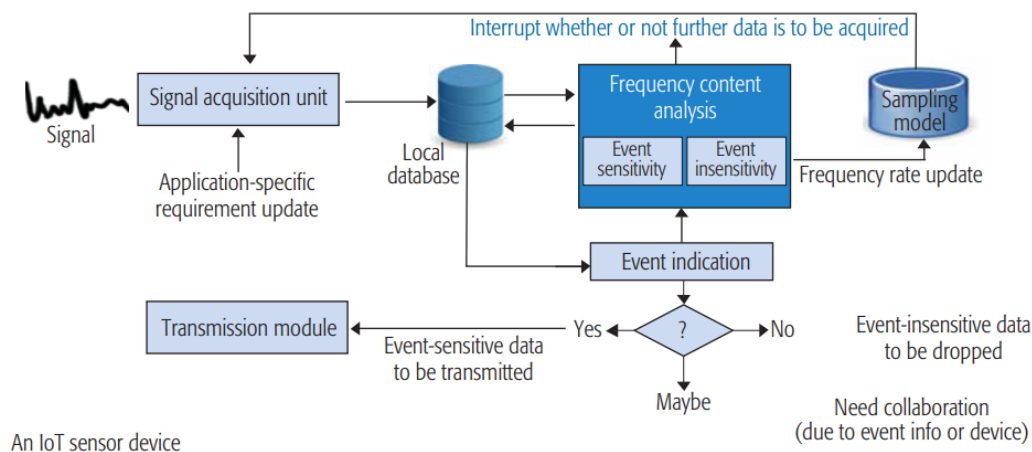 Interrupt whether or not further data is to be acquired
Signal acquisition unit
Signal
Frequency content
analysis
Event
sensitivity
Event
insensitivity
Sampling
model
Local
database
Application-specific
requirement update
Frequency rate update
Event indication
Transmission module
Yes
?
No
Event-sensitive data
to be transmitted
Maybe
Event-insensitive data
to be dropped
Need collaboration
(due to event info or device)
An IoT sensor device